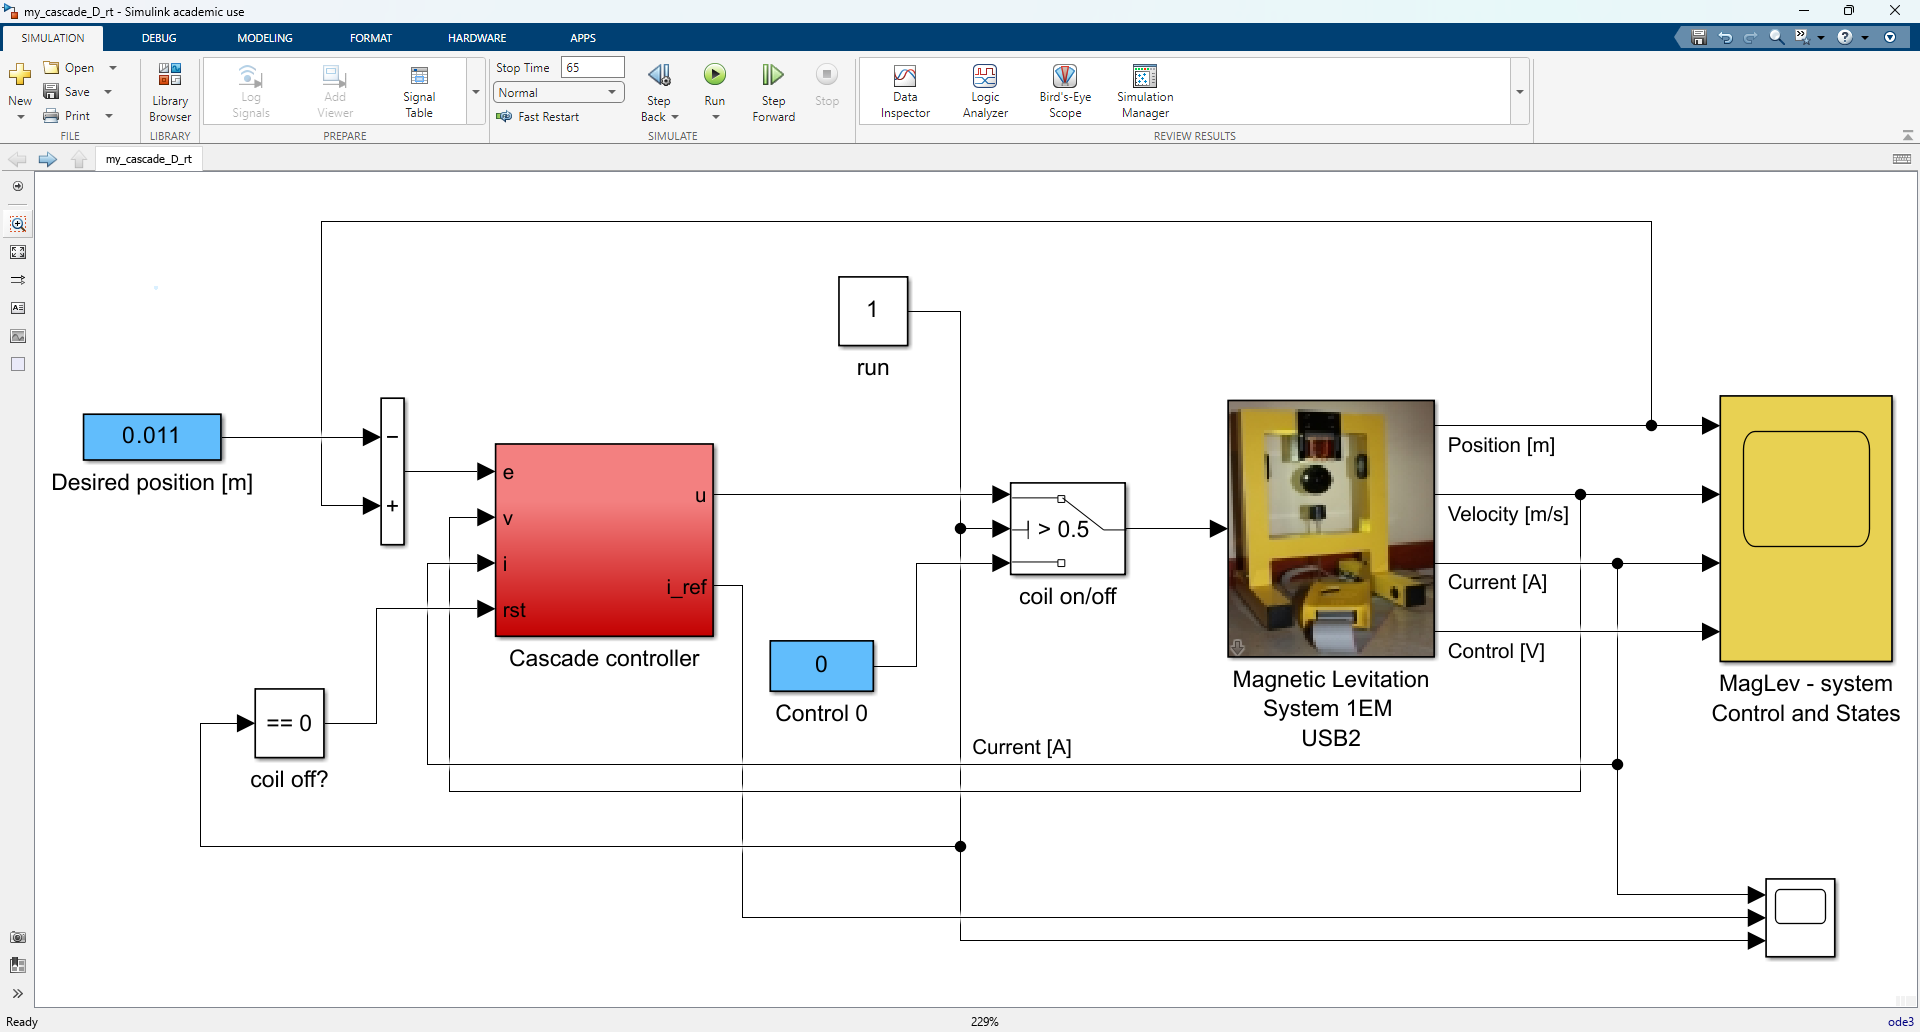 my_cascade_D_rt - Simulink academic use
SIMULATION
DEBUG
MODELING
FORMAT
HARDWARE
APPS
New
Open
Save
Print
FILE
Library
Browser
LIBRARY
Log
Signals
Add
Viewer
Signal
Table
PREPARE
Stop Time
65
Normal
Fast Restart
Step
Back
Run
Step
Forward
Stop
SIMULATE
Data
Inspector
Logic
Analyzer
Bird's-Eye
Scope
Simulation
Manager
REVIEW RESULTS
my_cascade_D_rt
1
run
0.011
Desired position [m]
−
+
e
v
i
rst
u
i_ref
Cascade controller
> 0.5
coil on/off
0
Control 0
== 0
coil off?
Position [m]
Velocity [m/s]
Current [A]
Control [V]
Magnetic Levitation
System 1EM
USB2
MagLev - system
Control and States
Current [A]
Ready
229%
ode3